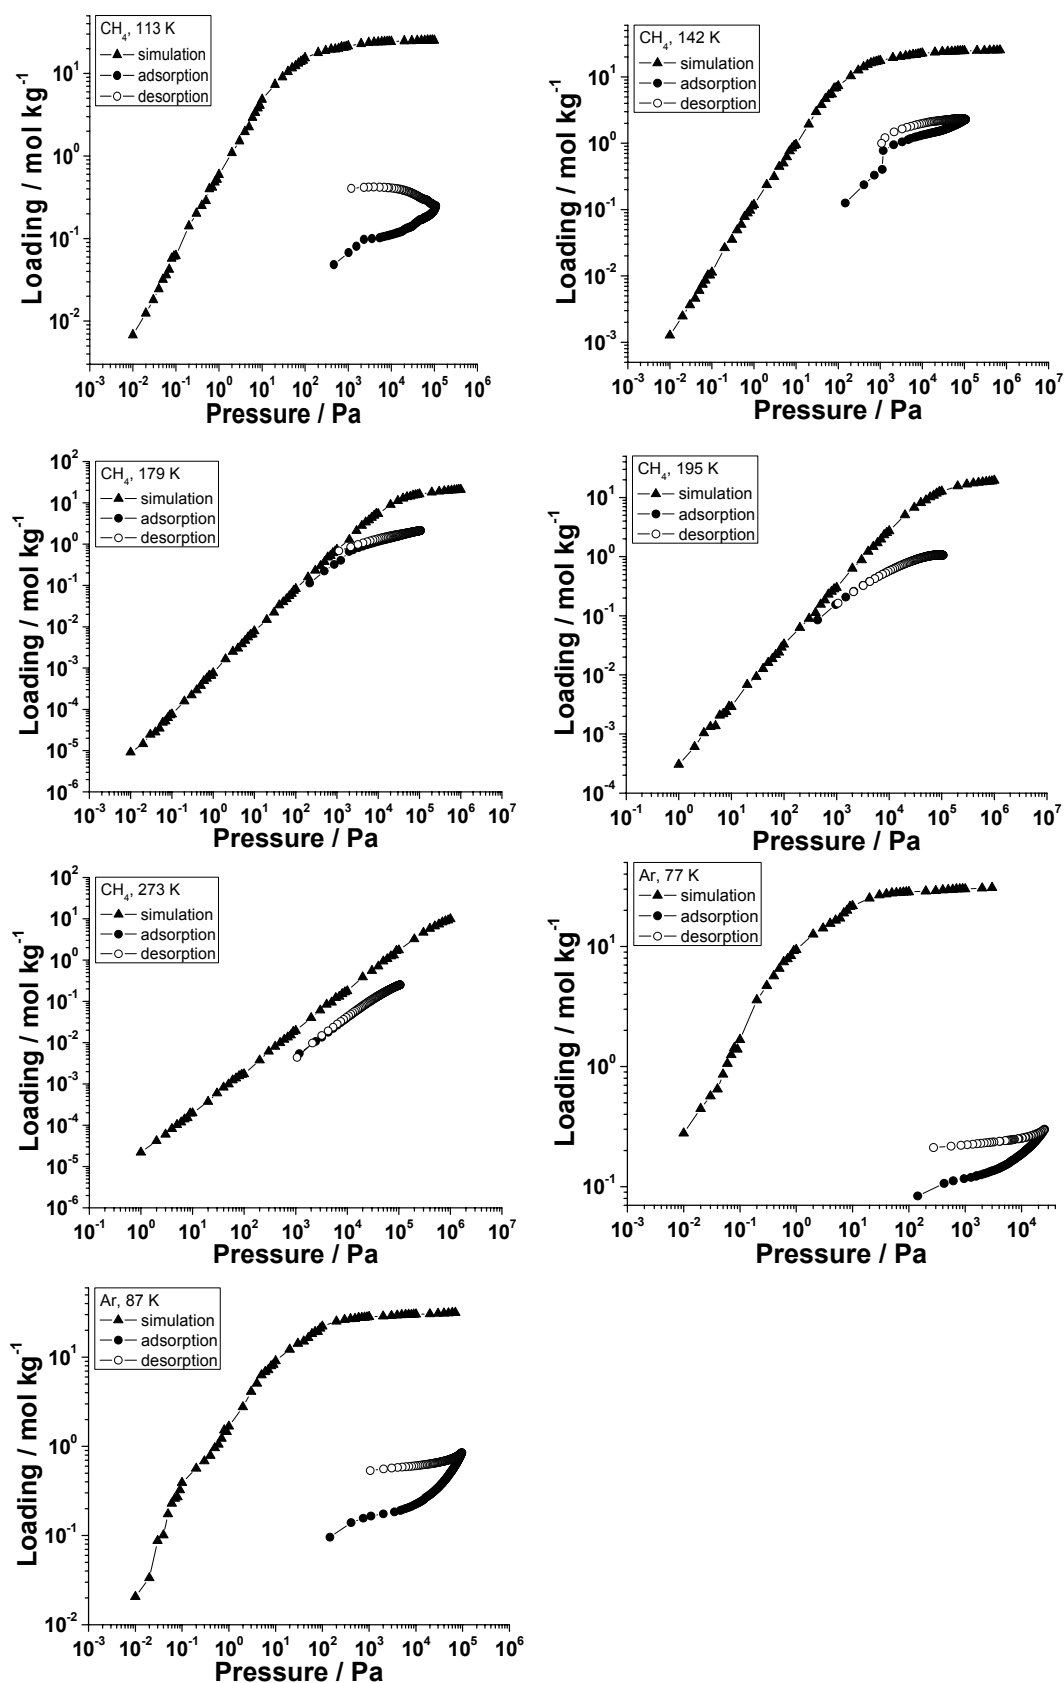 CH₄, 113 K
simulation
adsorption
desorption
10¹
10⁰
10⁻¹
10⁻²
Loading / mol kg⁻¹
10⁻³ 10⁻² 10⁻¹ 10⁰ 10¹ 10² 10³ 10⁴ 10⁵ 10⁶
Pressure / Pa
CH₄, 142 K
simulation
adsorption
desorption
10¹
10⁰
10⁻¹
10⁻²
10⁻³
Loading / mol kg⁻¹
10⁻³ 10⁻² 10⁻¹ 10⁰ 10¹ 10² 10³ 10⁴ 10⁵ 10⁶ 10⁷
Pressure / Pa
CH₄, 179 K
simulation
adsorption
desorption
10²
10¹
10⁰
10⁻¹
10⁻²
10⁻³
10⁻⁴
10⁻⁵
10⁻⁶
Loading / mol kg⁻¹
10⁻³ 10⁻² 10⁻¹ 10⁰ 10¹ 10² 10³ 10⁴ 10⁵ 10⁶ 10⁷
Pressure / Pa
CH₄, 195 K
simulation
adsorption
desorption
10¹
10⁰
10⁻¹
10⁻²
10⁻³
10⁻⁴
Loading / mol kg⁻¹
10⁻¹ 10⁰ 10¹ 10² 10³ 10⁴ 10⁵ 10⁶ 10⁷
Pressure / Pa
CH₄, 273 K
simulation
adsorption
desorption
10²
10¹
10⁰
10⁻¹
10⁻²
10⁻³
10⁻⁴
10⁻⁵
10⁻⁶
Loading / mol kg⁻¹
10⁻¹ 10⁰ 10¹ 10² 10³ 10⁴ 10⁵ 10⁶ 10⁷
Pressure / Pa
Ar, 77 K
simulation
adsorption
desorption
10¹
10⁰
10⁻¹
Loading / mol kg⁻¹
10⁻³ 10⁻² 10⁻¹ 10⁰ 10¹ 10² 10³ 10⁴
Pressure / Pa
Ar, 87 K
simulation
adsorption
desorption
10¹
10⁰
10⁻¹
10⁻²
Loading / mol kg⁻¹
10⁻³ 10⁻² 10⁻¹ 10⁰ 10¹ 10² 10³ 10⁴ 10⁵ 10⁶
Pressure / Pa